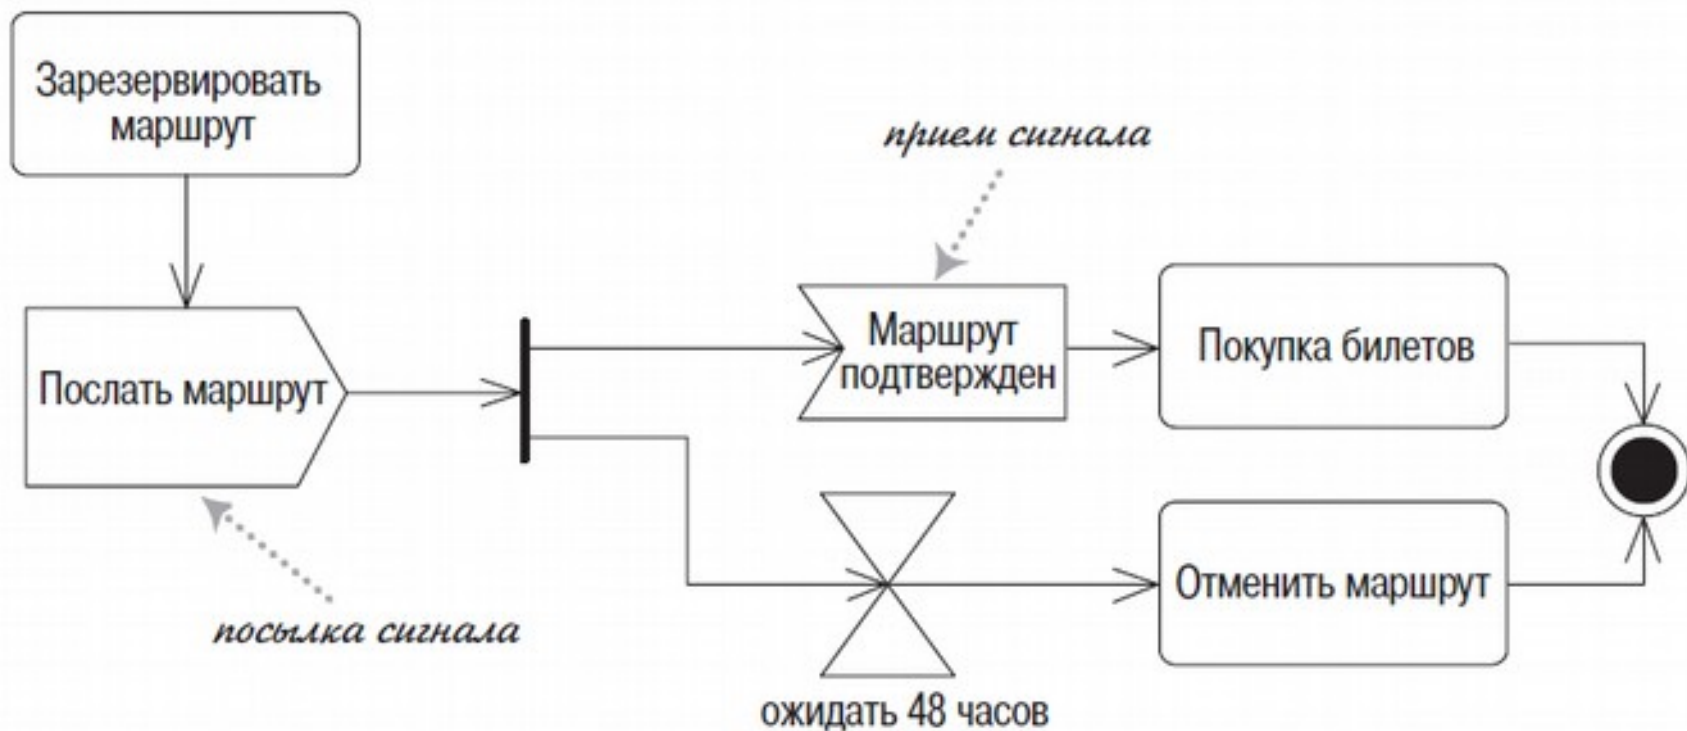 Зарезервировать
маршрут
прием сигнала
Послать маршрут
Маршрут
подтвержден
Покупка билетов
посылка сигнала
Отменить маршрут
ожидать 48 часов